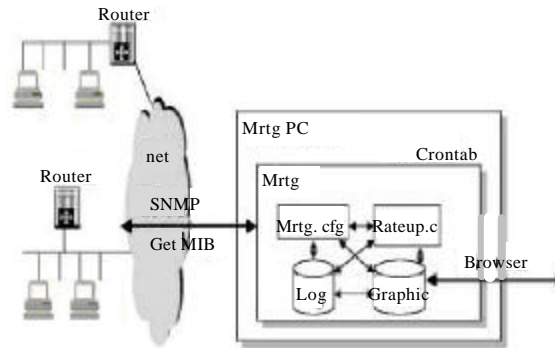 Router
Mrtg PC
Crontab
net
Mrtg
Router
SNMP
Mrtg. cfg
Rateup.c
Get MIB
Browser
Log
Graphic